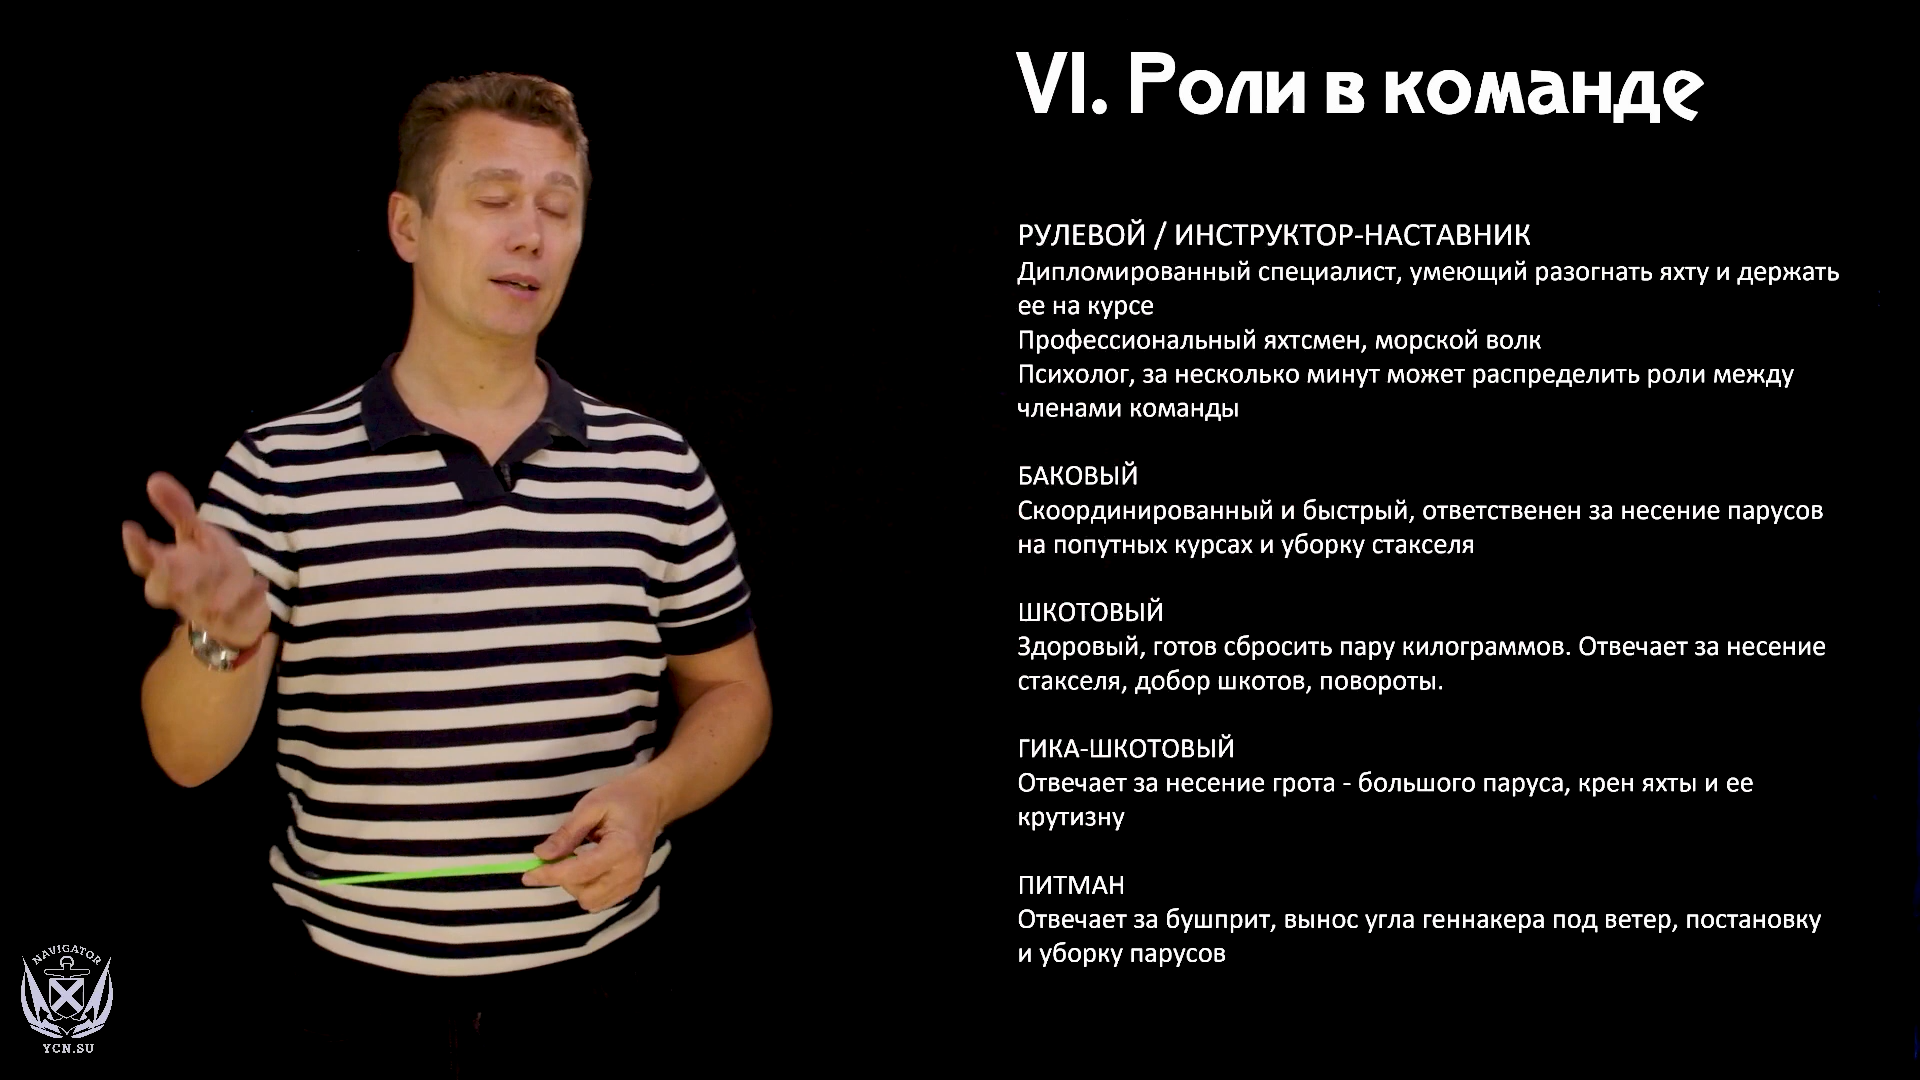 VI. Роли в команде
РУЛЕВОЙ / ИНСТРУКТОР-НАСТАВНИК
Дипломированный специалист, умеющий разогнать яхту и держать
ее на курсе
Профессиональный яхтсмен, морской волк
Психолог, за несколько минут может распределить роли между
членами команды
БАКОВЫЙ
Скоординированный и быстрый, ответственен за несение парусов
на попутных курсах и уборку стакселя
ШКОТОВЫЙ
Здоровый, готов сбросить пару килограммов. Отвечает за несение
стакселя, добор шкотов, повороты.
ГИКА-ШКОТОВЫЙ
Отвечает за несение грота - большого паруса, крен яхты и ее
крутизну
ПИТМАН
Отвечает за бушприт, вынос угла геннакера под ветер, постановку
и уборку парусов
NAVIGATOR
YCN.SU